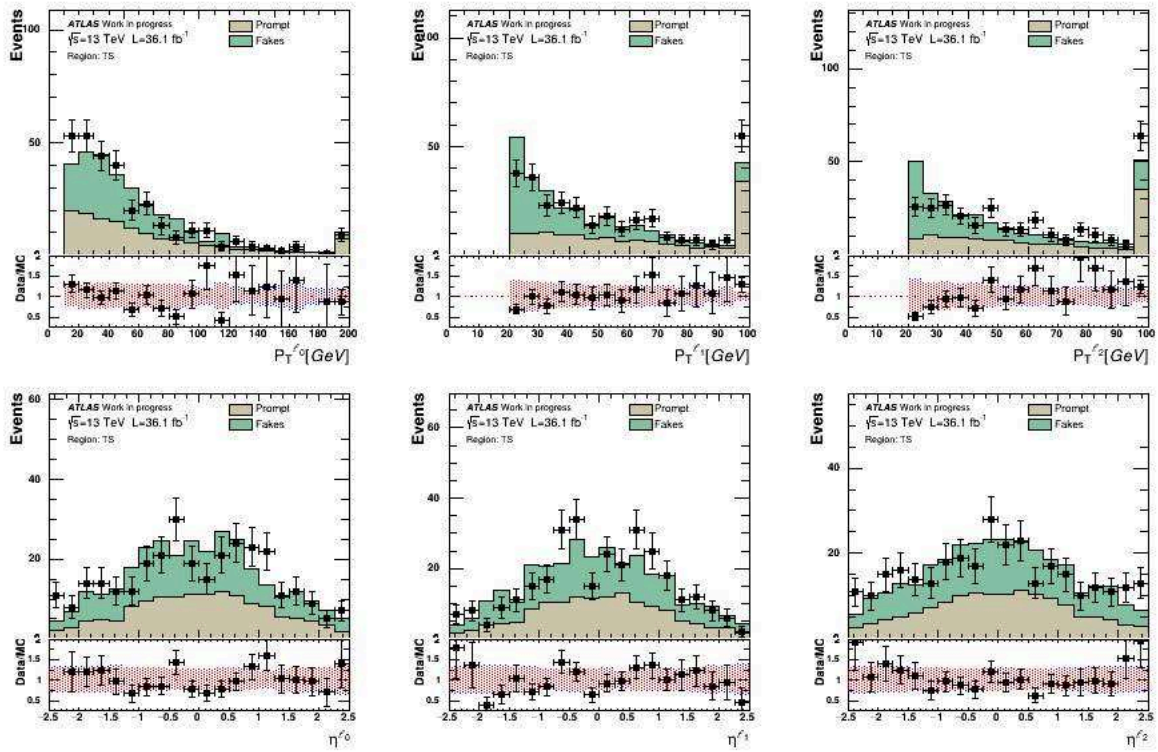 Events
100
50
ATLAS Work in progress
√s=13 TeV L=36.1 fb⁻¹
Region: TS
Prompt
Fakes
Data/MC
2
1.5
1
0.5
0 20 40 60 80 100 120 140 160 180 200
P_T^ℓ0 [GeV]
Events
100
50
ATLAS Work in progress
√s=13 TeV L=36.1 fb⁻¹
Region: TS
Prompt
Fakes
Data/MC
2
1.5
1
0.5
0 10 20 30 40 50 60 70 80 90 100
P_T^ℓ1 [GeV]
Events
100
50
ATLAS Work in progress
√s=13 TeV L=36.1 fb⁻¹
Region: TS
Prompt
Fakes
Data/MC
2
1.5
1
0.5
0 10 20 30 40 50 60 70 80 90 100
P_T^ℓ2 [GeV]
Events
60
40
20
ATLAS Work in progress
√s=13 TeV L=36.1 fb⁻¹
Region: TS
Prompt
Fakes
Data/MC
2
1.5
1
0.5
-2.5 -2 -1.5 -1 -0.5 0 0.5 1 1.5 2 2.5
η^ℓ0
Events
60
40
20
ATLAS Work in progress
√s=13 TeV L=36.1 fb⁻¹
Region: TS
Prompt
Fakes
Data/MC
2
1.5
1
0.5
-2.5 -2 -1.5 -1 -0.5 0 0.5 1 1.5 2 2.5
η^ℓ1
Events
40
20
ATLAS Work in progress
√s=13 TeV L=36.1 fb⁻¹
Region: TS
Prompt
Fakes
Data/MC
2
1.5
1
0.5
-2.5 -2 -1.5 -1 -0.5 0 0.5 1 1.5 2 2.5
η^ℓ2